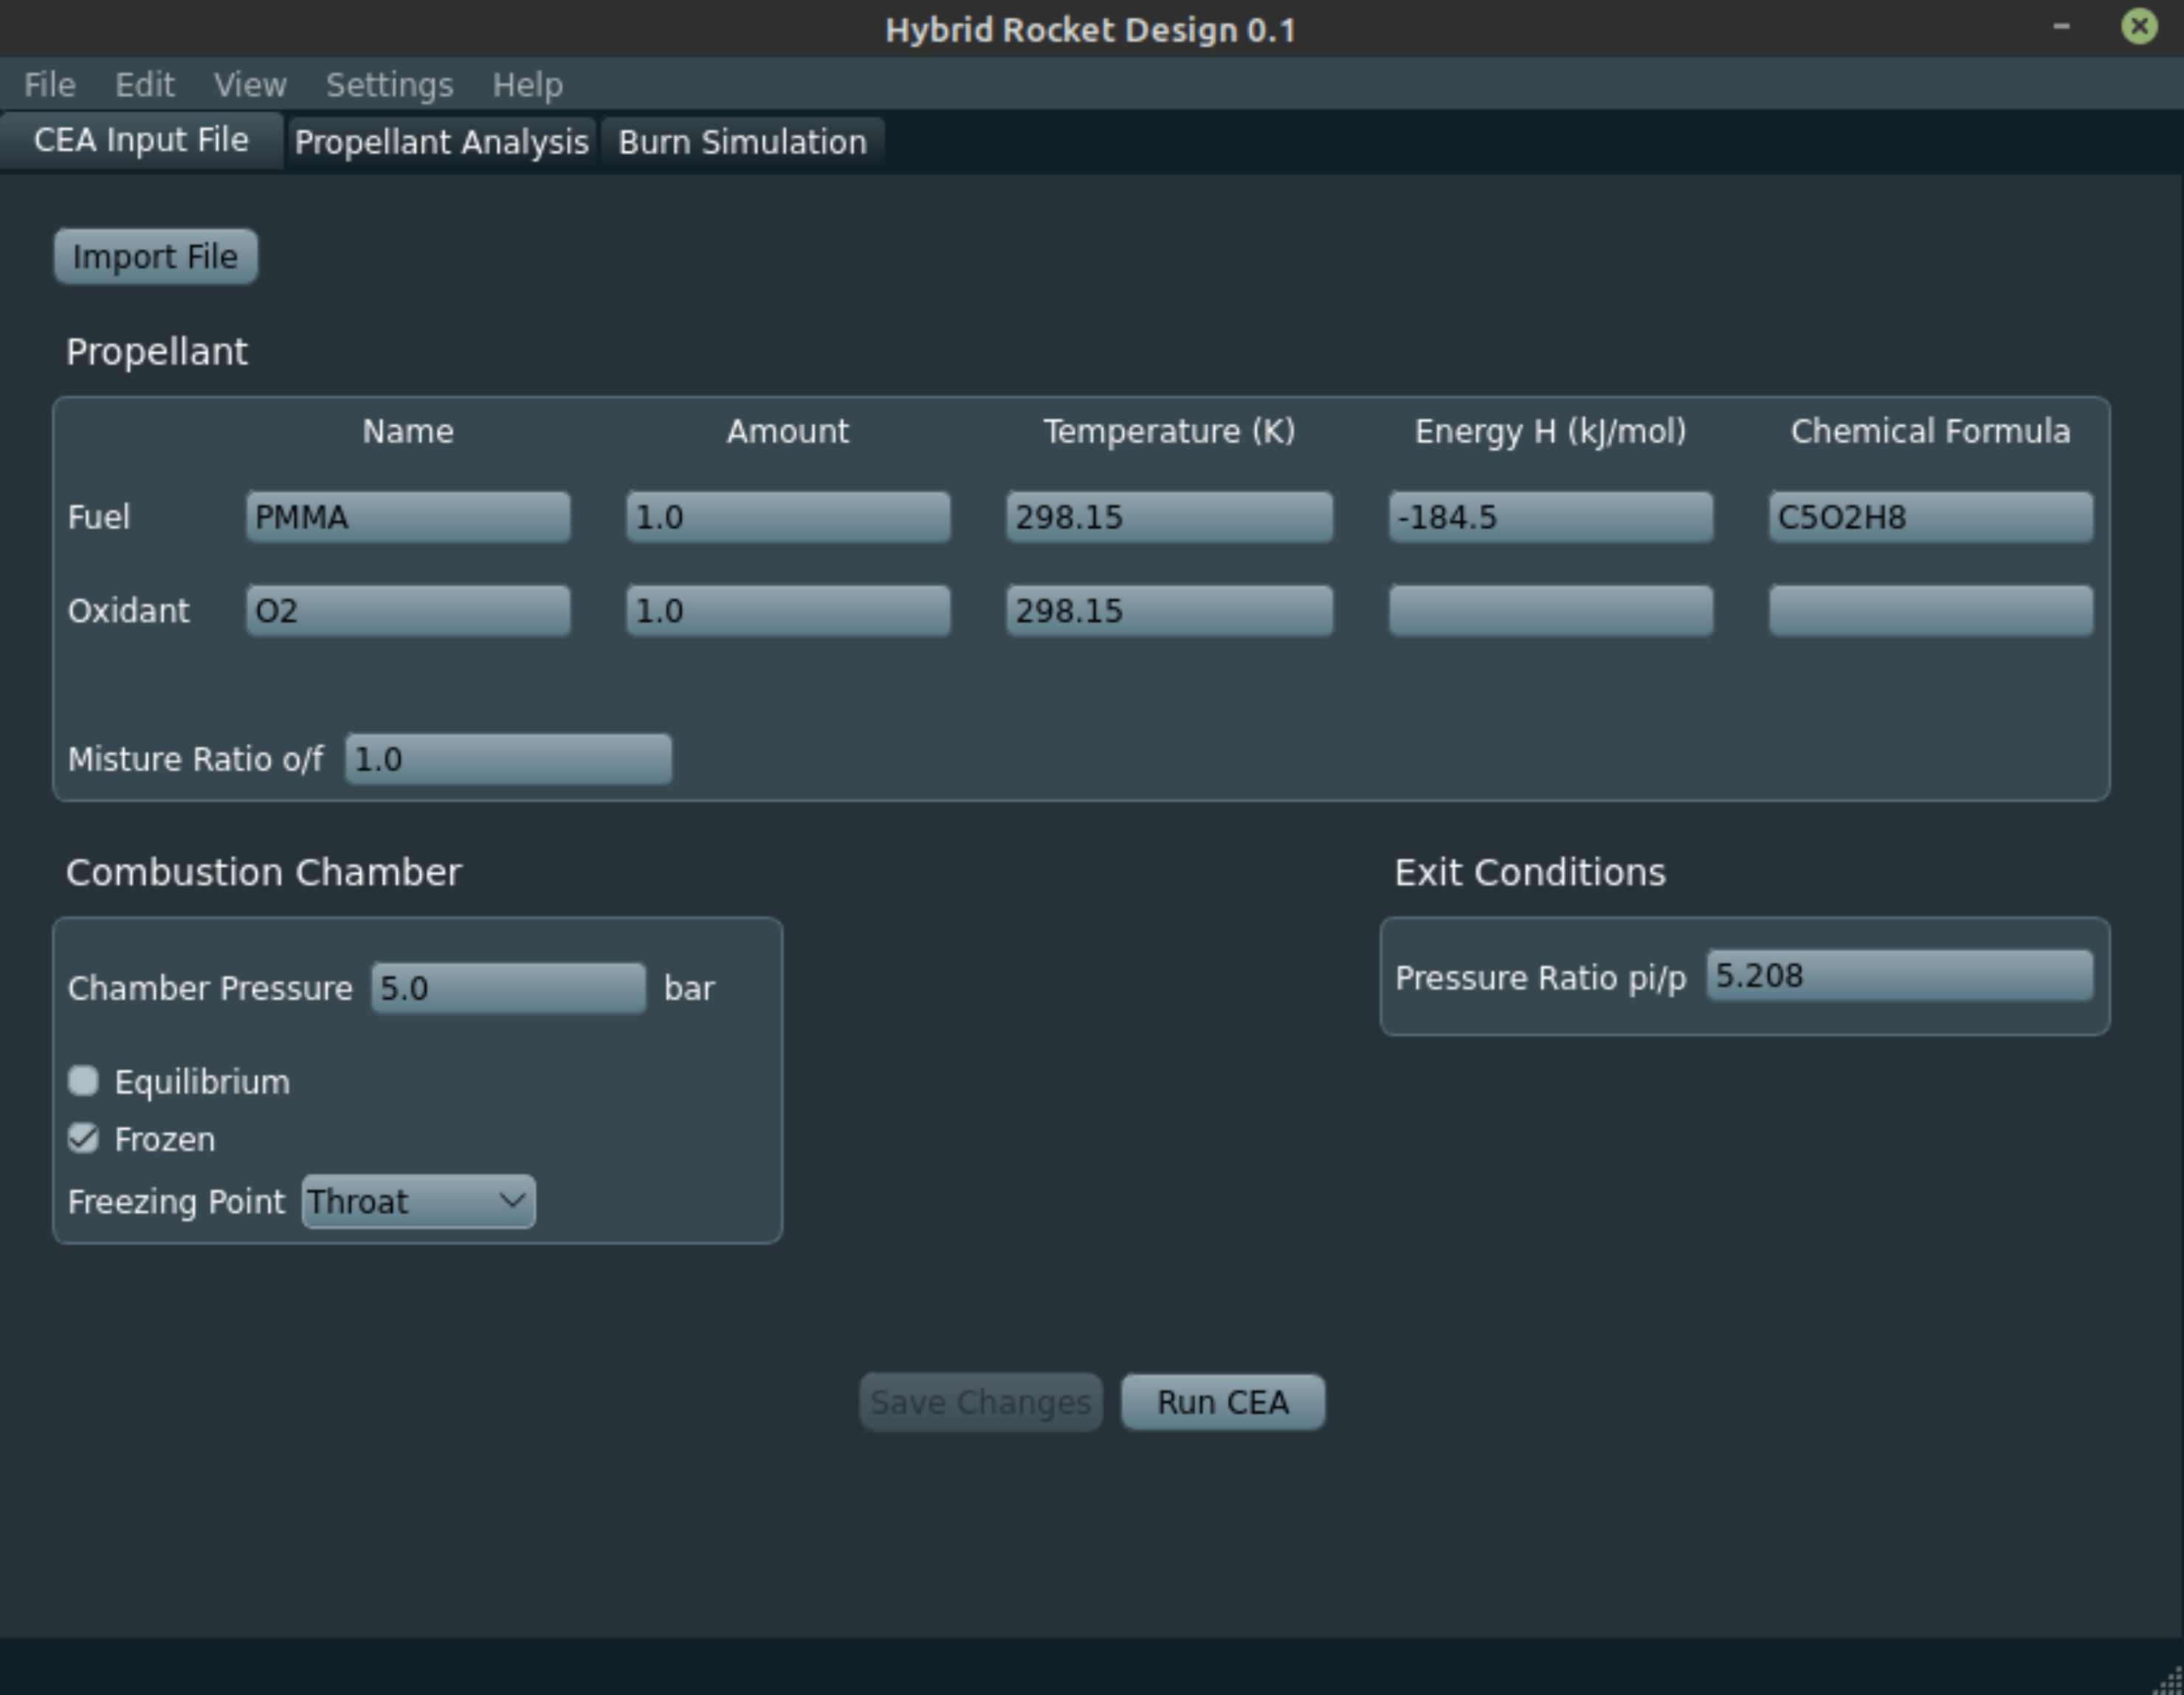 Hybrid Rocket Design 0.1
File Edit View Settings Help
CEA Input File Propellant Analysis Burn Simulation
Import File
Propellant
Name Amount Temperature (K) Energy H (kJ/mol) Chemical Formula
Fuel PMMA 1.0 298.15 -184.5 C5O2H8
Oxidant O2 1.0 298.15
Misture Ratio o/f 1.0
Combustion Chamber
Exit Conditions
Chamber Pressure 5.0 bar
Pressure Ratio pi/p 5.208
Equilibrium
Frozen
Freezing Point Throat
Save Changes Run CEA